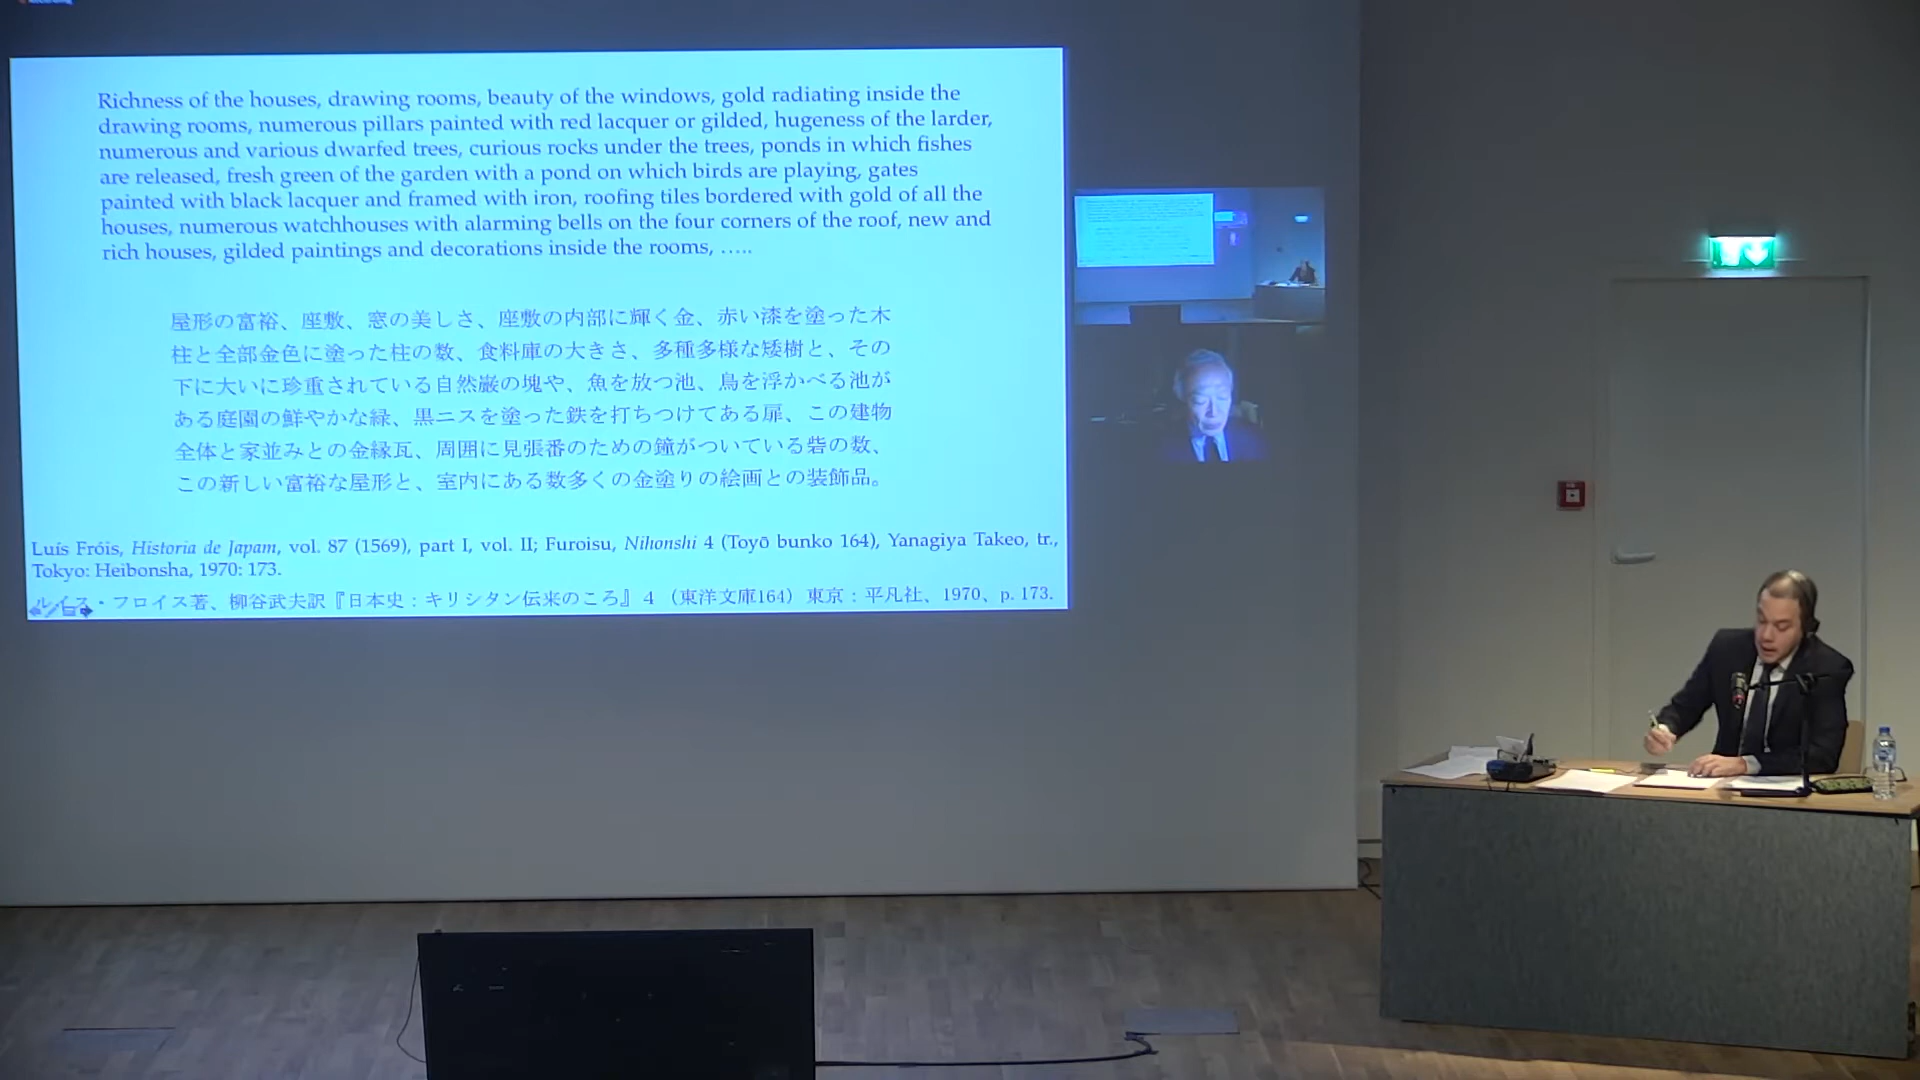 Richness of the houses, drawing rooms, beauty of the windows, gold radiating inside the
drawing rooms, numerous pillars painted with red lacquer or gilded, hugeness of the larder,
numerous and various dwarfed trees, curious rocks under the trees, ponds in which fishes
are released, fresh green of the garden with a pond on which birds are playing, gates
painted with black lacquer and framed with iron, roofing tiles bordered with gold of all the
houses, numerous watchhouses with alarming bells on the four corners of the roof, new and
rich houses, gilded paintings and decorations inside the rooms, …..
屋形の富裕、座敷、窓の美しさ、座敷の内部に輝く金、赤い漆を塗った木
柱と全部金色に塗った柱の数、食料庫の大きさ、多種多様な矮樹と、その
下に大いに珍重されている自然巌の塊や、魚を放つ池、鳥を浮かべる池が
ある庭園の鮮やかな緑、黒ニスを塗った鉄を打ちつけてある扉、この建物
全体と家並みとの金縁瓦、周囲に見張番のための鐘がついている砦の数、
この新しい富裕な屋形と、室内にある数多くの金塗りの絵画との装飾品。
Luís Fróis, Historia de Japam, vol. 87 (1569), part I, vol. II; Furoisu, Nihonshi 4 (Toyō bunko 164), Yanagiya Takeo, tr.,
Tokyo: Heibonsha, 1970: 173.
ルイス・フロイス著、柳谷武夫訳『日本史：キリシタン伝来のころ』４（東洋文庫164）東京：平凡社、1970、p. 173.